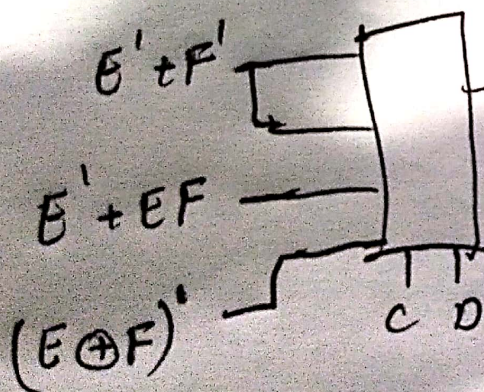 E' + F'
E' + EF
(E ⊕ F)'
C D